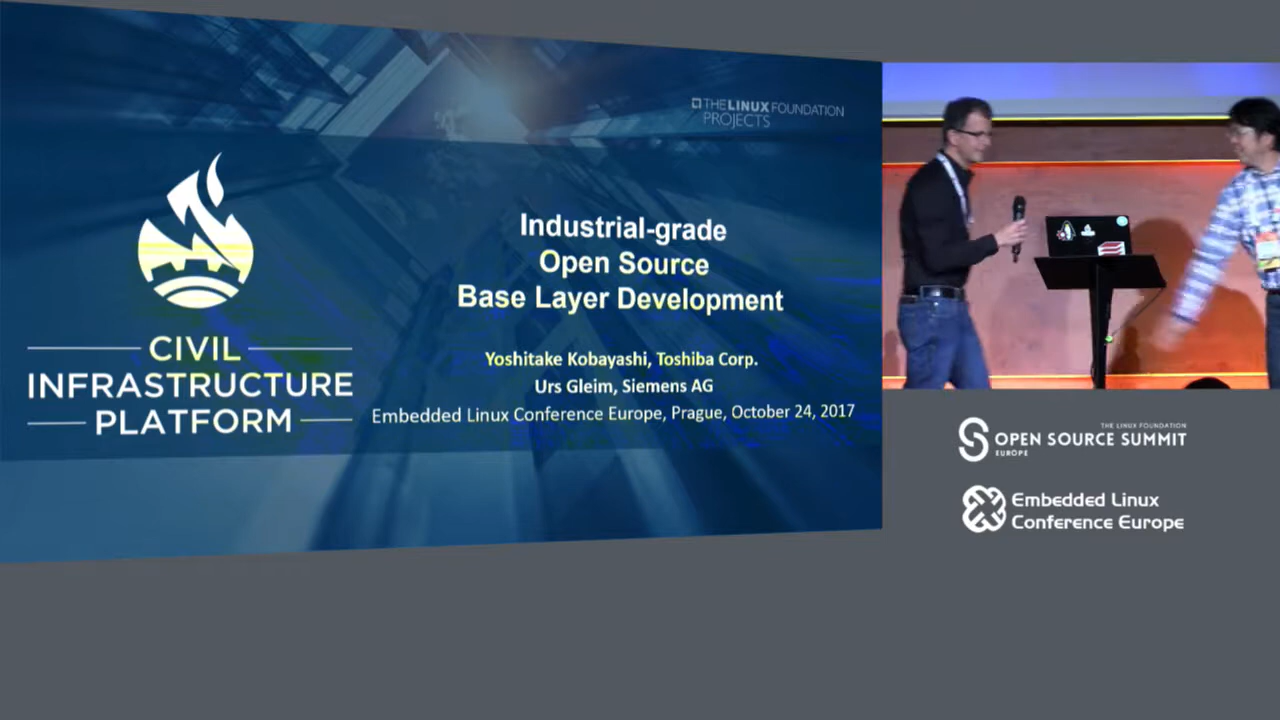 THE LINUX FOUNDATION
PROJECTS
CIVIL
INFRASTRUCTURE
PLATFORM
Industrial-grade
Open Source
Base Layer Development
Yoshitake Kobayashi, Toshiba Corp.
Urs Gleim, Siemens AG
Embedded Linux Conference Europe, Prague, October 24, 2017
THE LINUX FOUNDATION
OPEN SOURCE SUMMIT
EUROPE
Embedded Linux
Conference Europe